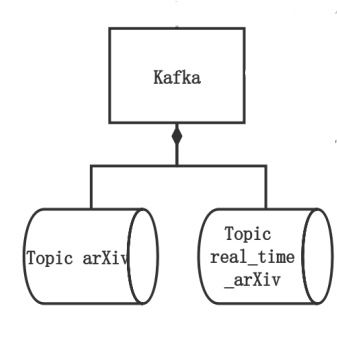 Kafka
Topic arXiv
Topic
real_time
_arXiv